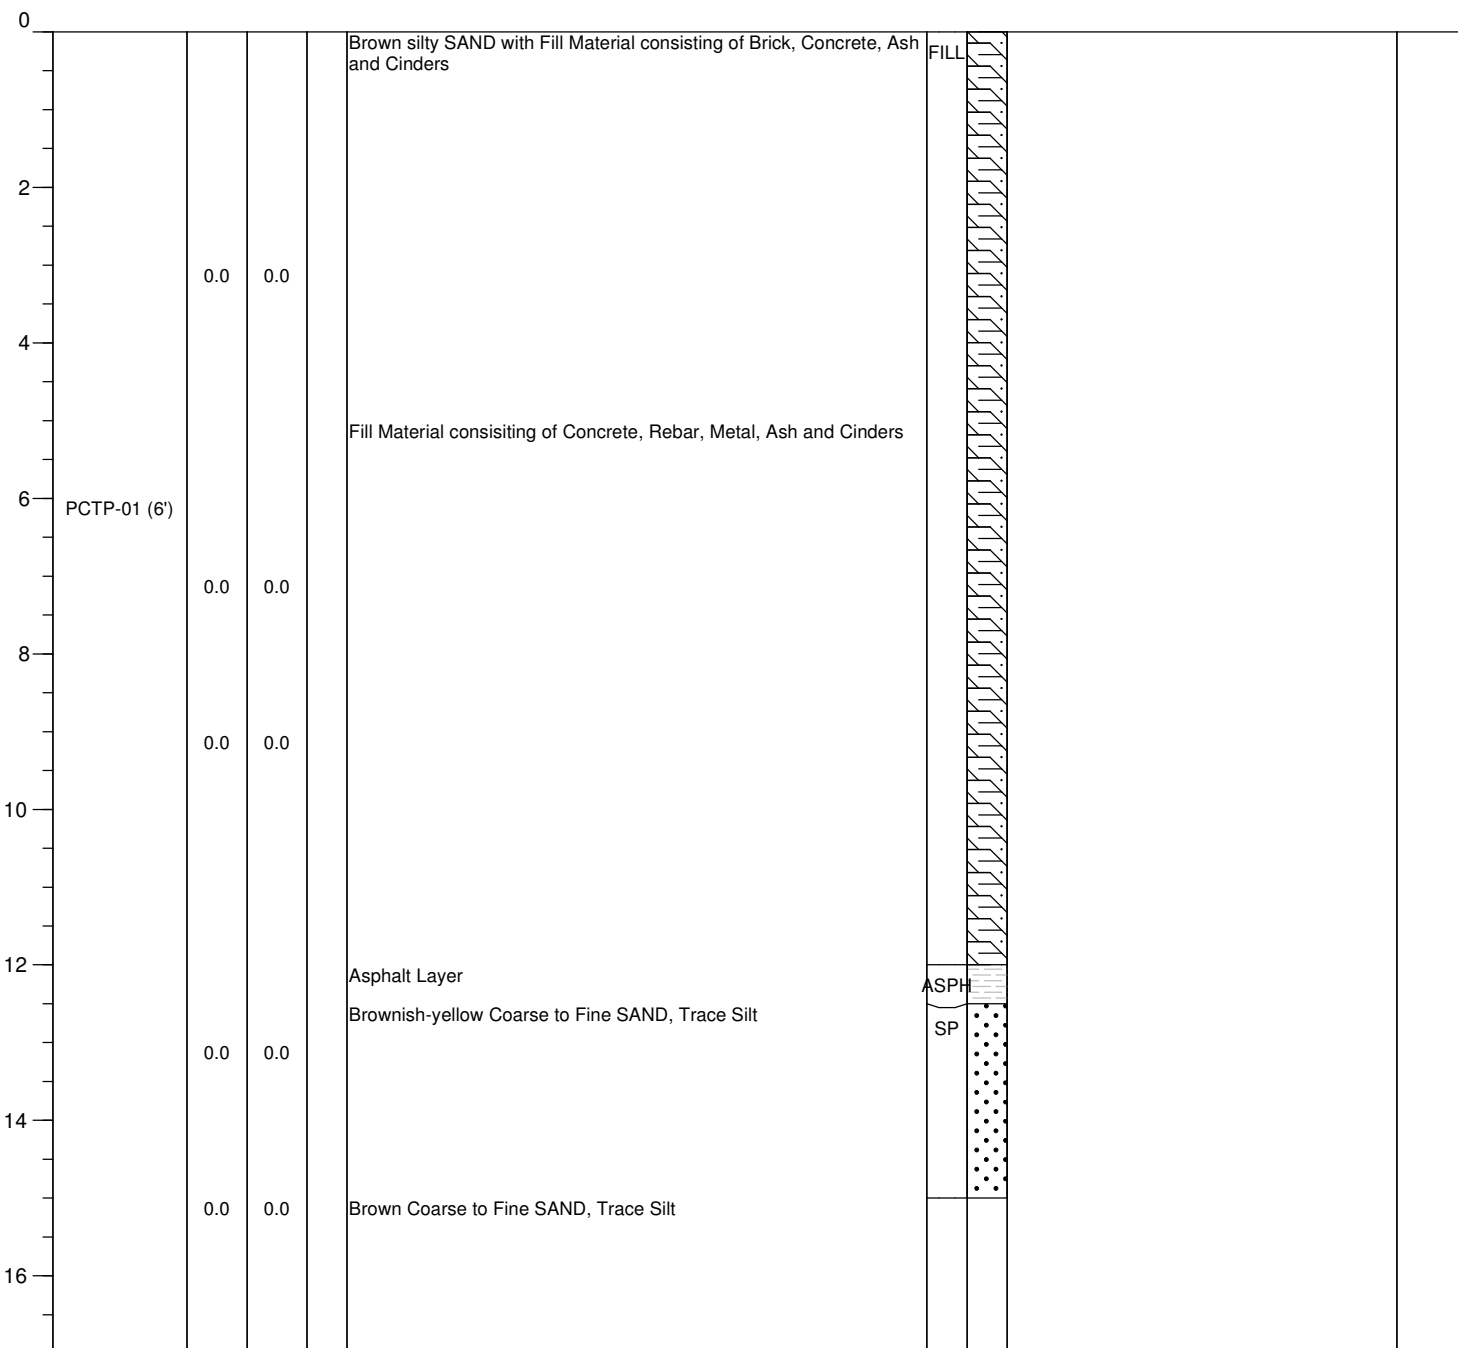 0
Brown silty SAND with Fill Material consisting of Brick, Concrete, Ash
and Cinders
FILL
2
0.0 0.0
4
Fill Material consisiting of Concrete, Rebar, Metal, Ash and Cinders
6
PCTP-01 (6')
0.0 0.0
8
0.0 0.0
10
12
Asphalt Layer
ASPH
Brownish-yellow Coarse to Fine SAND, Trace Silt
SP
0.0 0.0
14
0.0 0.0 Brown Coarse to Fine SAND, Trace Silt
16